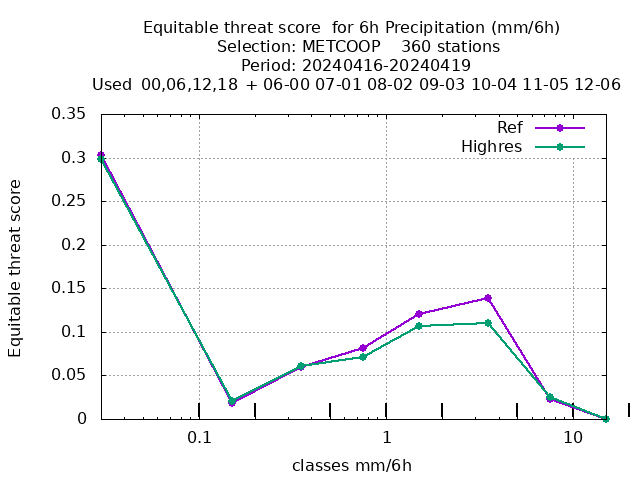 Equitable threat score  for 6h Precipitation (mm/6h)
Selection: METCOOP    360 stations
Period: 20240416-20240419
Used  00,06,12,18  + 06-00 07-01 08-02 09-03 10-04 11-05 12-06
Ref
Highres
0.35
0.3
0.25
0.2
0.15
0.1
0.05
0
Equitable threat score
0.1
1
10
classes mm/6h